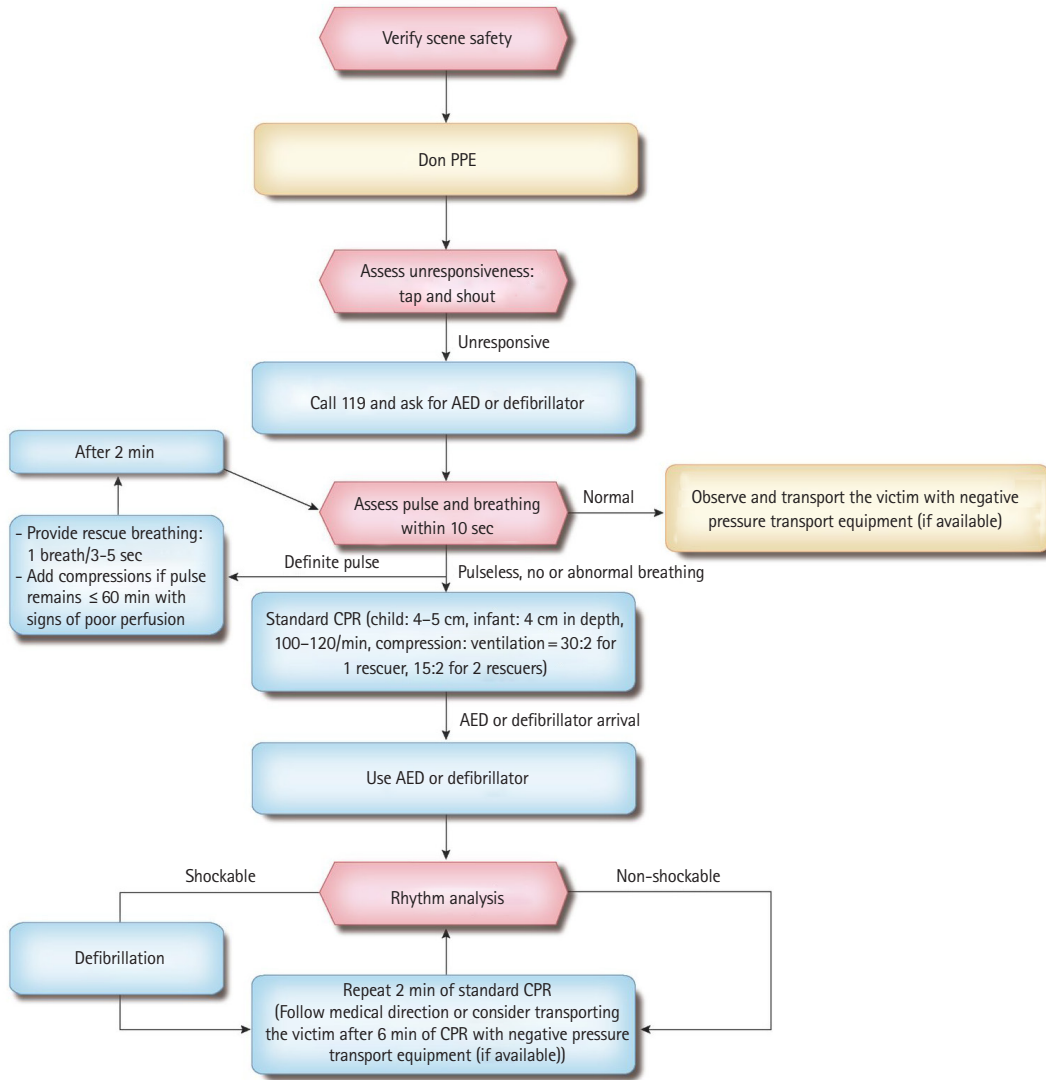 Verify scene safety
Don PPE
Assess unresponsiveness:
tap and shout
Unresponsive
Call 119 and ask for AED or defibrillator
After 2 min
Assess pulse and breathing
within 10 sec
Normal
Observe and transport the victim with negative
pressure transport equipment (if available)
- Provide rescue breathing:
1 breath/3-5 sec
- Add compressions if pulse
remains ≤ 60 min with
signs of poor perfusion
Definite pulse
Pulseless, no or abnormal breathing
Standard CPR (child: 4–5 cm, infant: 4 cm in depth,
100–120/min, compression: ventilation = 30:2 for
1 rescuer, 15:2 for 2 rescuers)
AED or defibrillator arrival
Use AED or defibrillator
Shockable
Rhythm analysis
Non-shockable
Defibrillation
Repeat 2 min of standard CPR
(Follow medical direction or consider transporting
the victim after 6 min of CPR with negative pressure
transport equipment (if available))